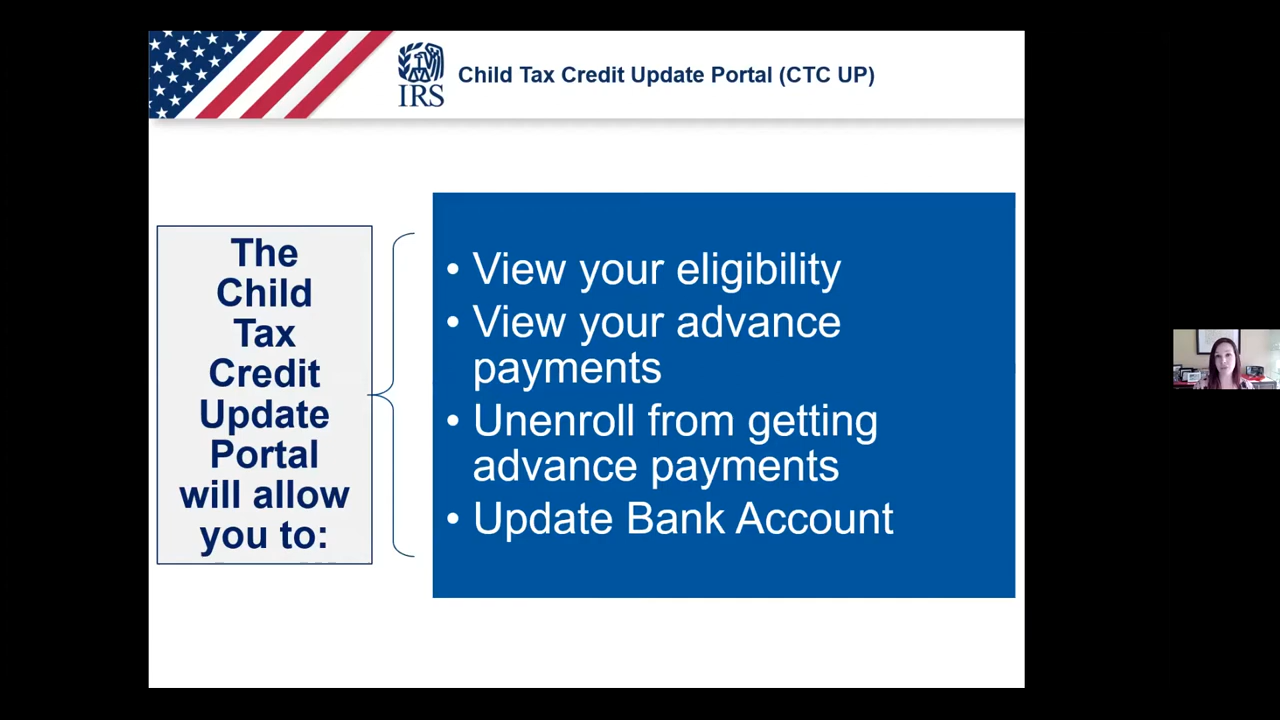 IRS
Child Tax Credit Update Portal (CTC UP)
The
Child
Tax
Credit
Update
Portal
will allow
you to:
• View your eligibility
• View your advance
payments
• Unenroll from getting
advance payments
• Update Bank Account